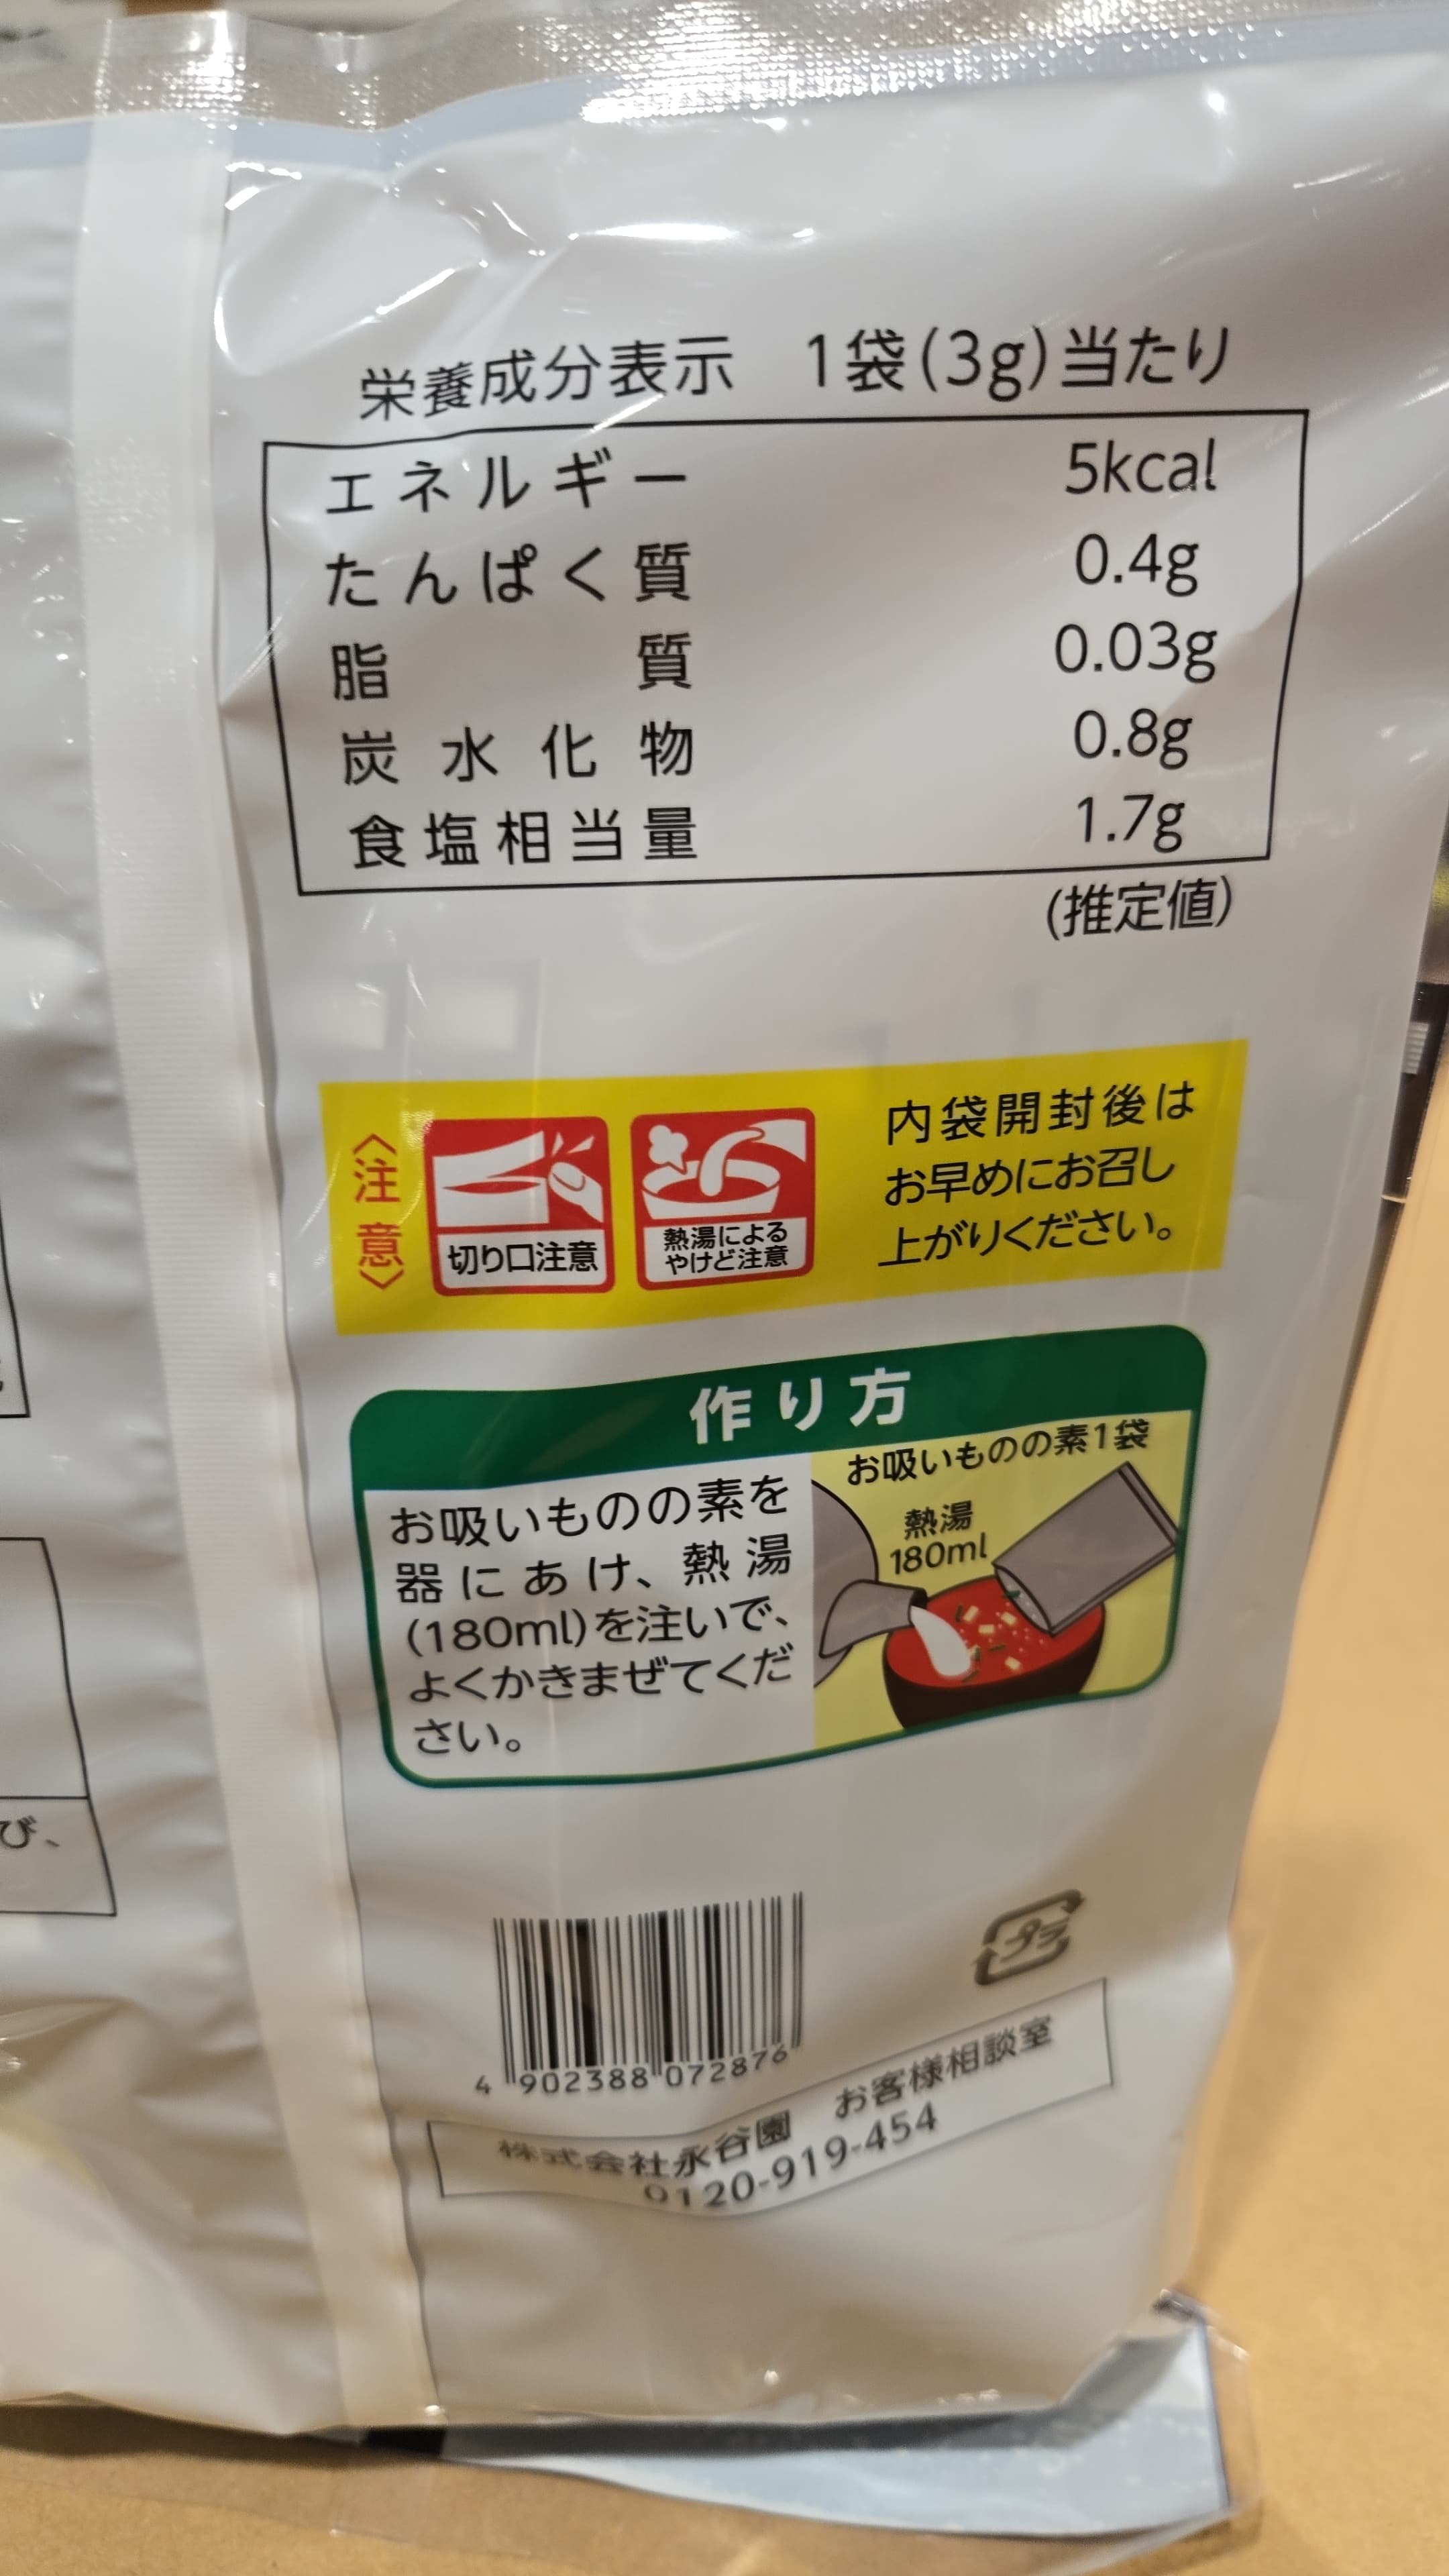 栄養成分表示 1袋(3g)当たり
エネルギー 5kcal
たんぱく質 0.4g
脂質 0.03g
炭水化物 0.8g
食塩相当量 1.7g
(推定値)
〈注意〉
切り口注意
熱湯による
やけど注意
内袋開封後は
お早めにお召し
上がりください。
作り方
お吸いものの素を
器にあけ、熱湯
(180ml)を注いで、
よくかきまぜてくだ
さい。
お吸いものの素1袋
熱湯
180ml
び、
プラ
4 902388 072876
株式会社永谷園 お客様相談室
0120-919-454